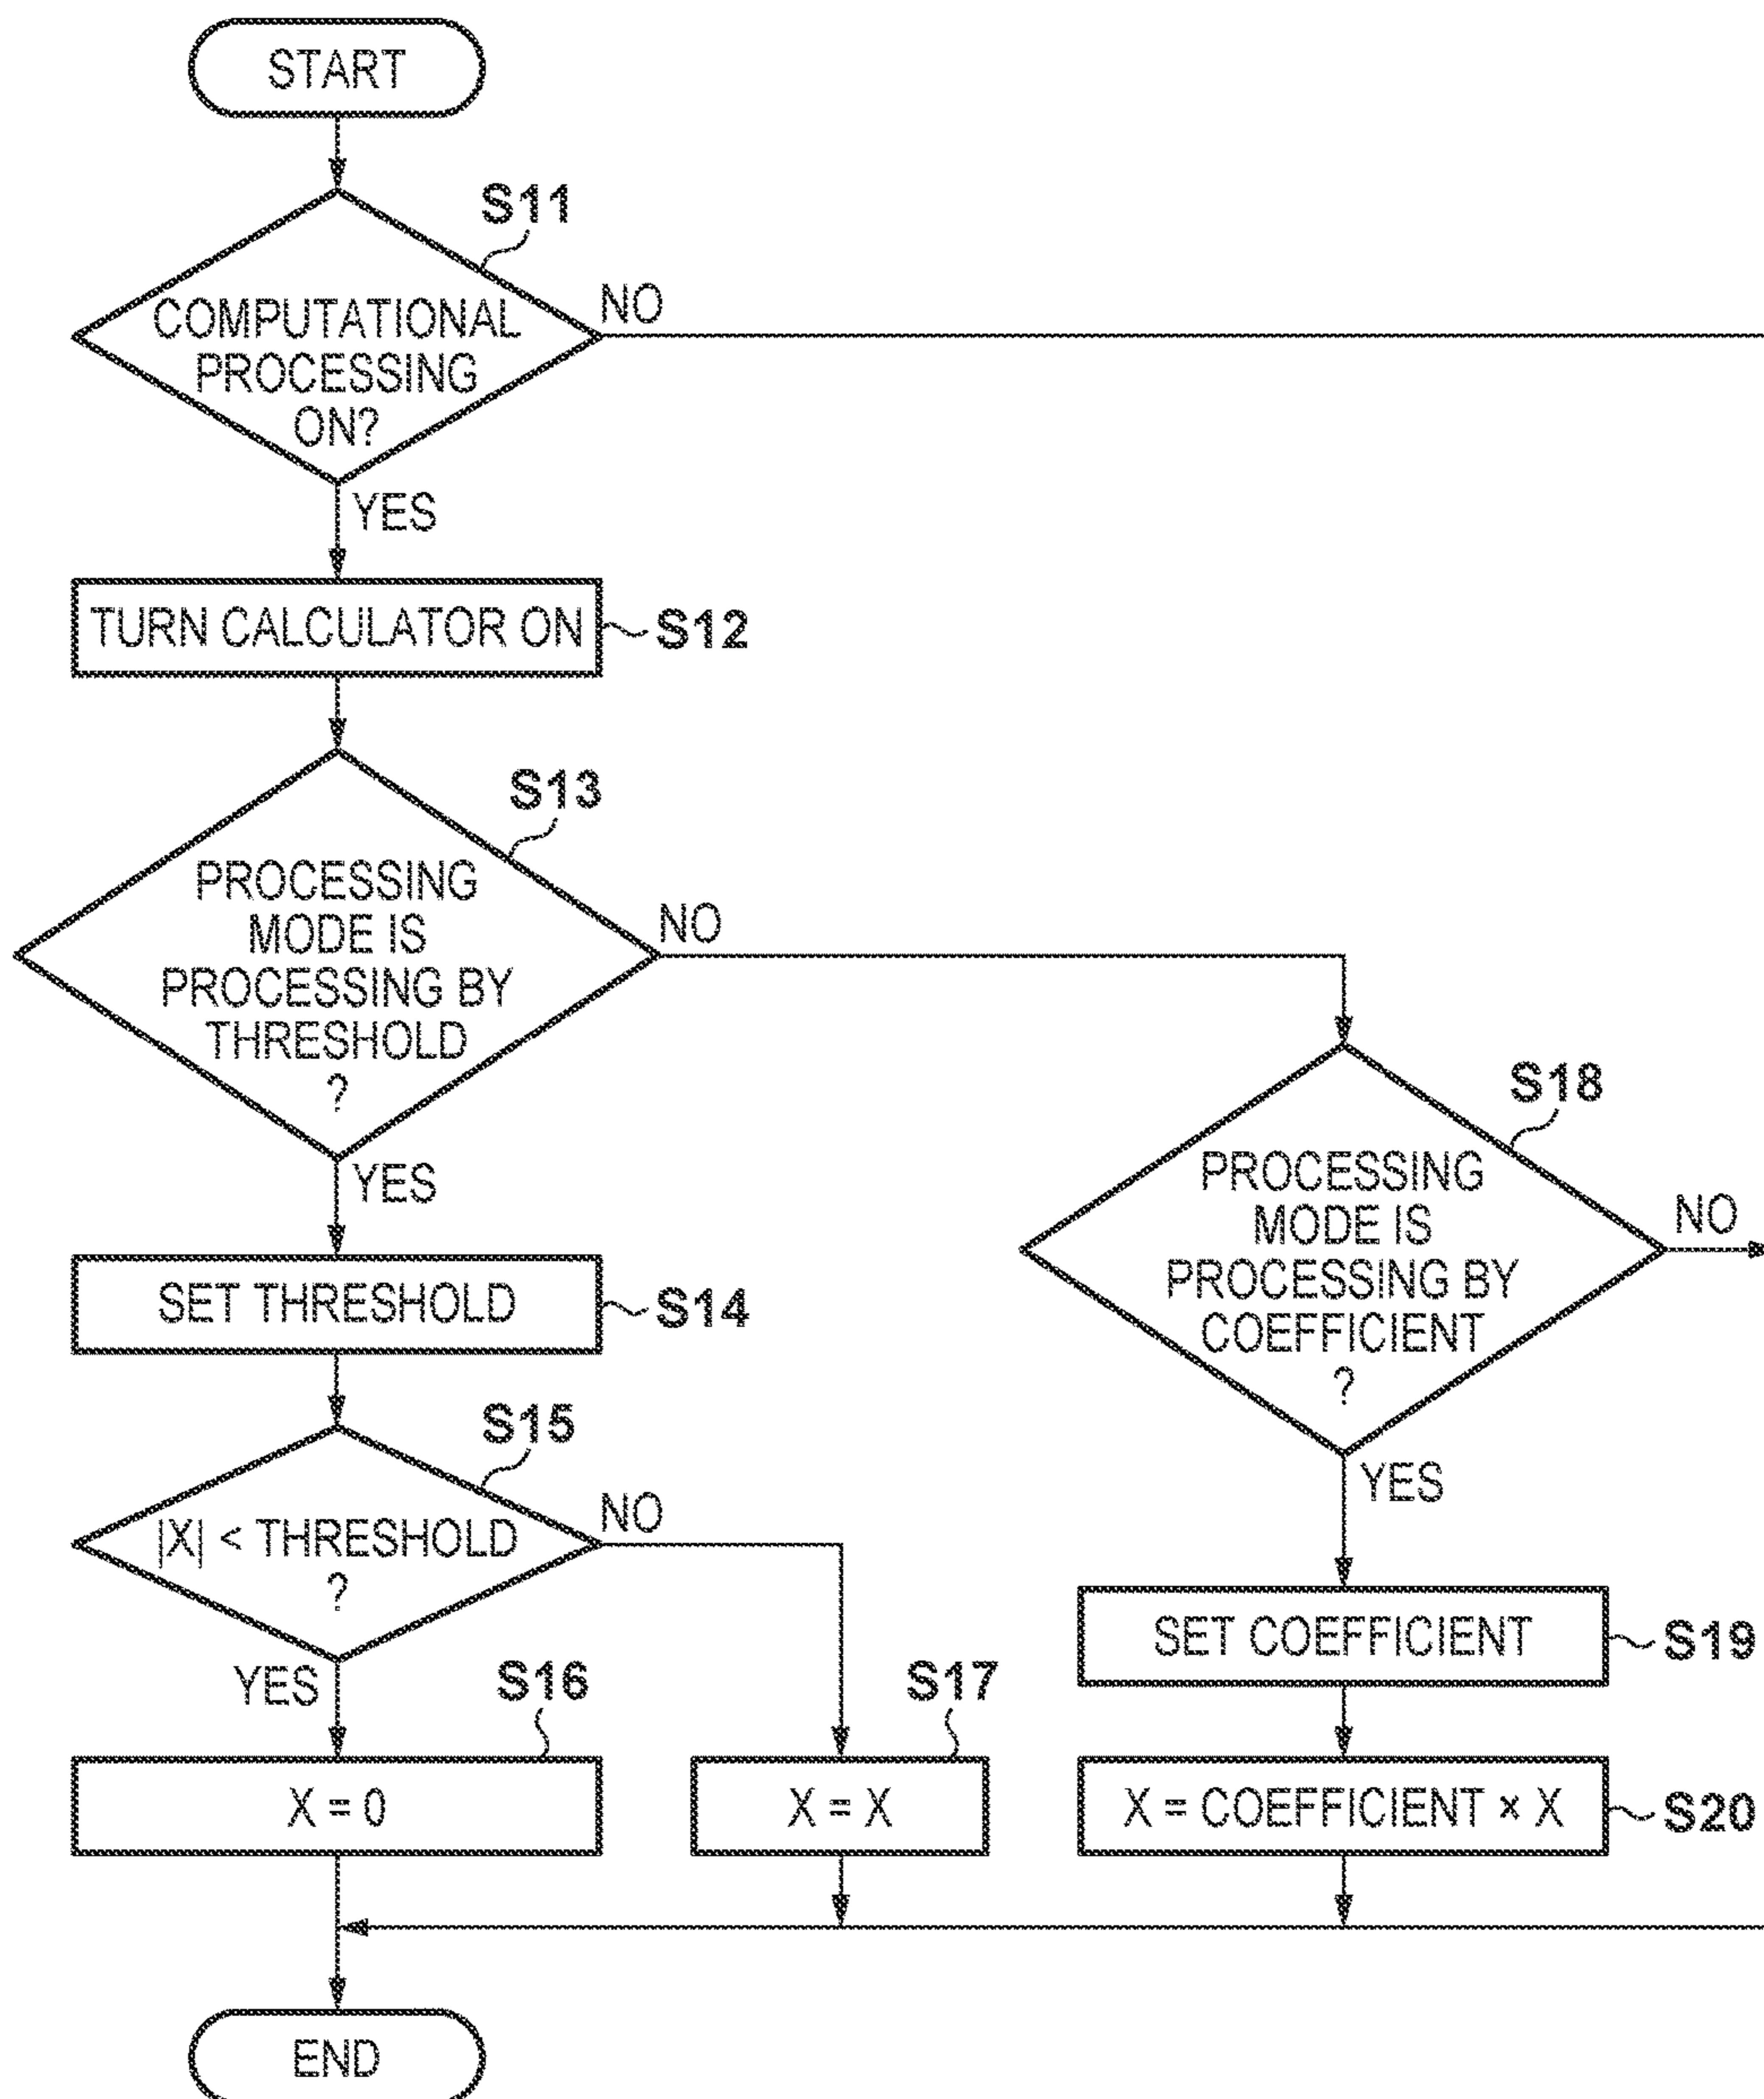 START
S11
COMPUTATIONAL
PROCESSING
ON?
NO
YES
TURN CALCULATOR ON
S12
S13
PROCESSING
MODE IS
PROCESSING BY
THRESHOLD
?
NO
YES
S18
PROCESSING
MODE IS
PROCESSING BY
COEFFICIENT
?
NO
YES
SET THRESHOLD
S14
S15
|X| < THRESHOLD
?
NO
YES
SET COEFFICIENT
S19
S16
X = 0
S17
X = X
X = COEFFICIENT × X
S20
END